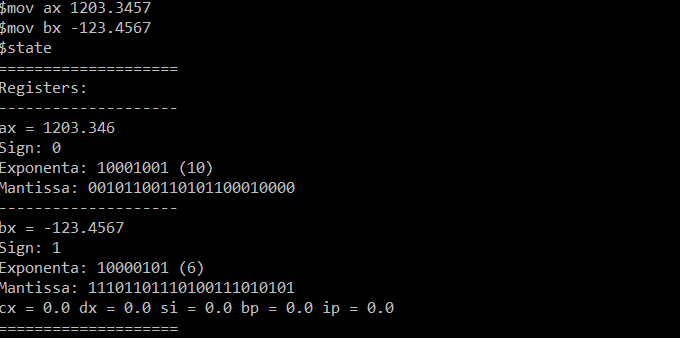 $mov ax 1203.3457
$mov bx -123.4567
$state
====================
Registers:
--------------------
ax = 1203.346
Sign: 0
Exponenta: 10001001 (10)
Mantissa: 00101100110101100010000
--------------------
bx = -123.4567
Sign: 1
Exponenta: 10000101 (6)
Mantissa: 11101101110100111010101
cx = 0.0 dx = 0.0 si = 0.0 bp = 0.0 ip = 0.0
====================